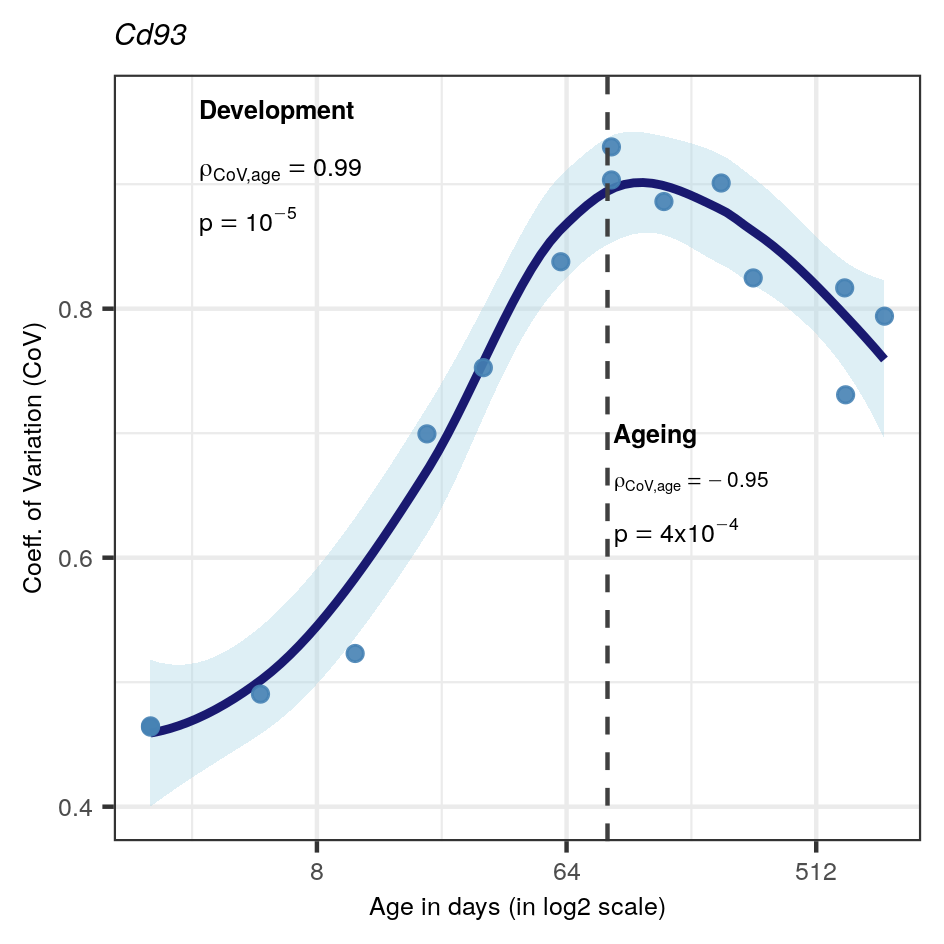 Cd93
Development
ρCoV,age = 0.99
p = 10⁻⁵
Ageing
ρCoV,age = − 0.95
p = 4x10⁻⁴
0.8
0.6
0.4
8
64
512
Coeff. of Variation (CoV)
Age in days (in log2 scale)